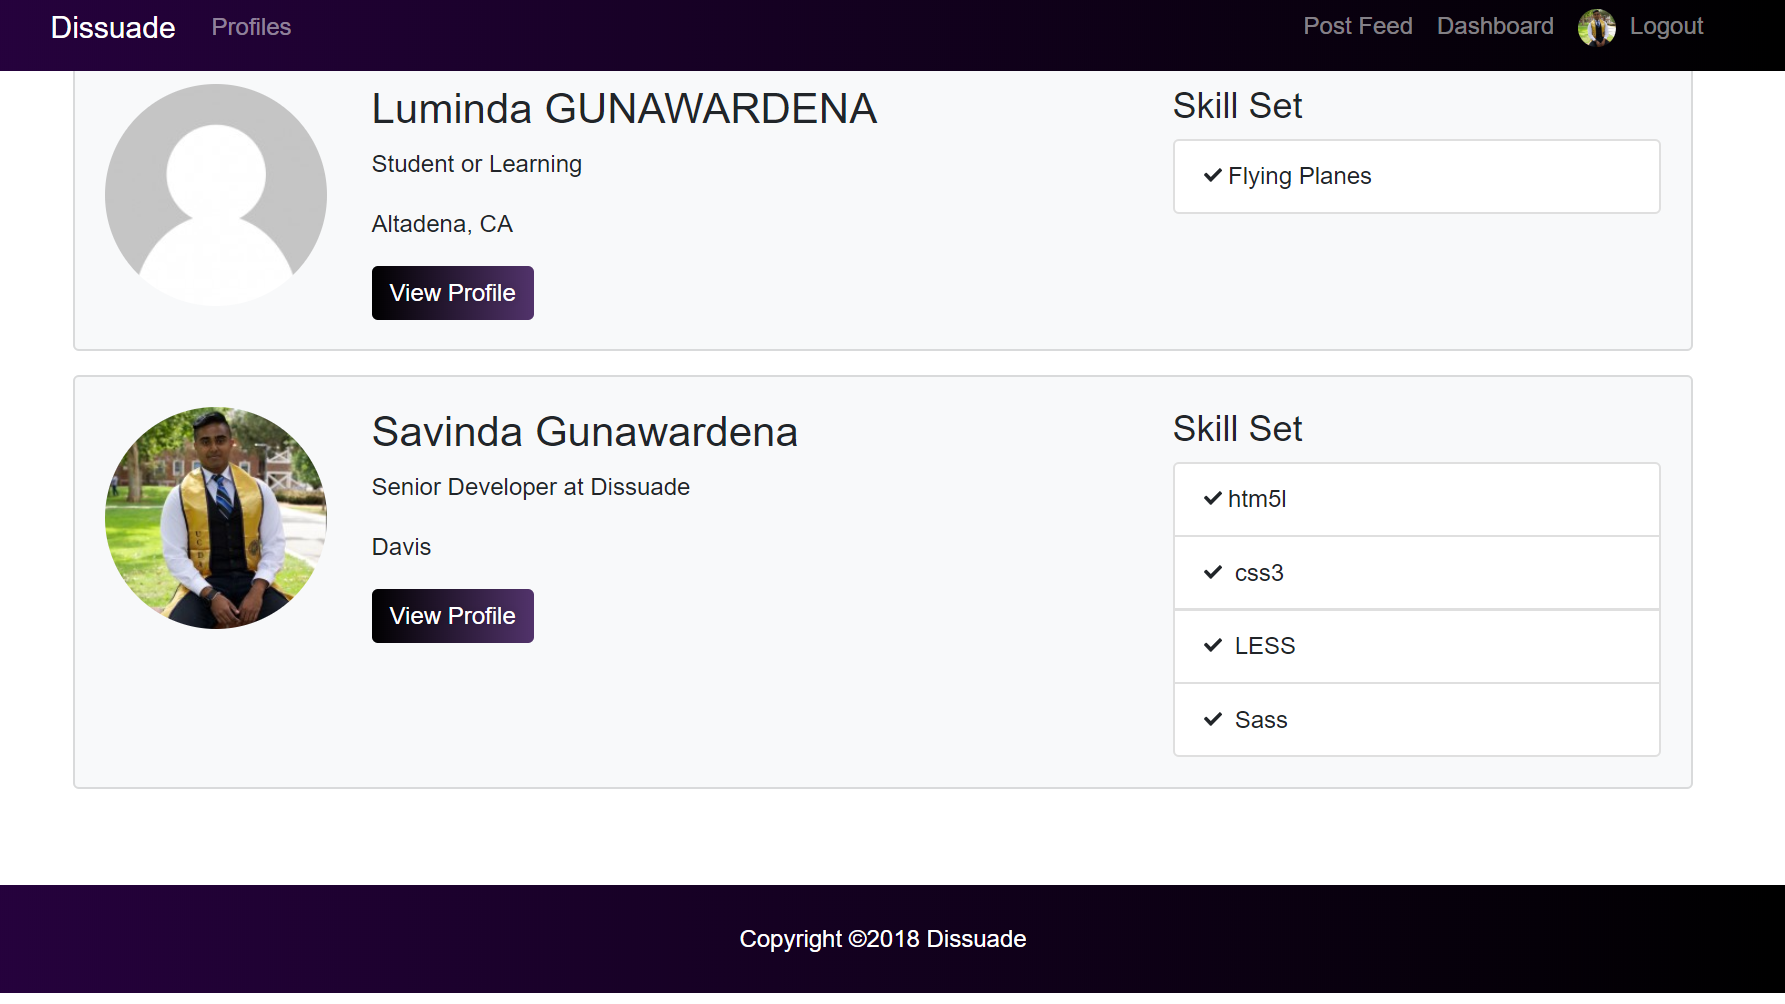 Dissuade Profiles Post Feed Dashboard Logout
Luminda GUNAWARDENA
Student or Learning
Altadena, CA
View Profile
Skill Set
Flying Planes
Savinda Gunawardena
Senior Developer at Dissuade
Davis
View Profile
Skill Set
htm5l
css3
LESS
Sass
Copyright ©2018 Dissuade